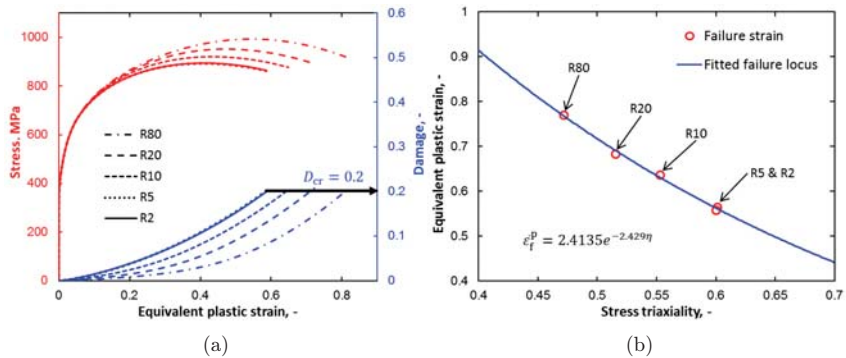 1000
800
600
400
200
0
Stress. MPa
R80
R20
R10
R5
R2
D_cr = 0.2
0.6
0.5
0.4
0.3
0.2
0.1
0
Damage, -
0 0.2 0.4 0.6 0.8
Equivalent plastic strain, -
(a)
1
0.9
0.8
0.7
0.6
0.5
0.4
Equivalent plastic strain, -
Failure strain
Fitted failure locus
R80
R20
R10
R5 & R2
ε_f^p = 2.4135e^{−2.429η}
0.4 0.45 0.5 0.55 0.6 0.65 0.7
Stress triaxiality, -
(b)